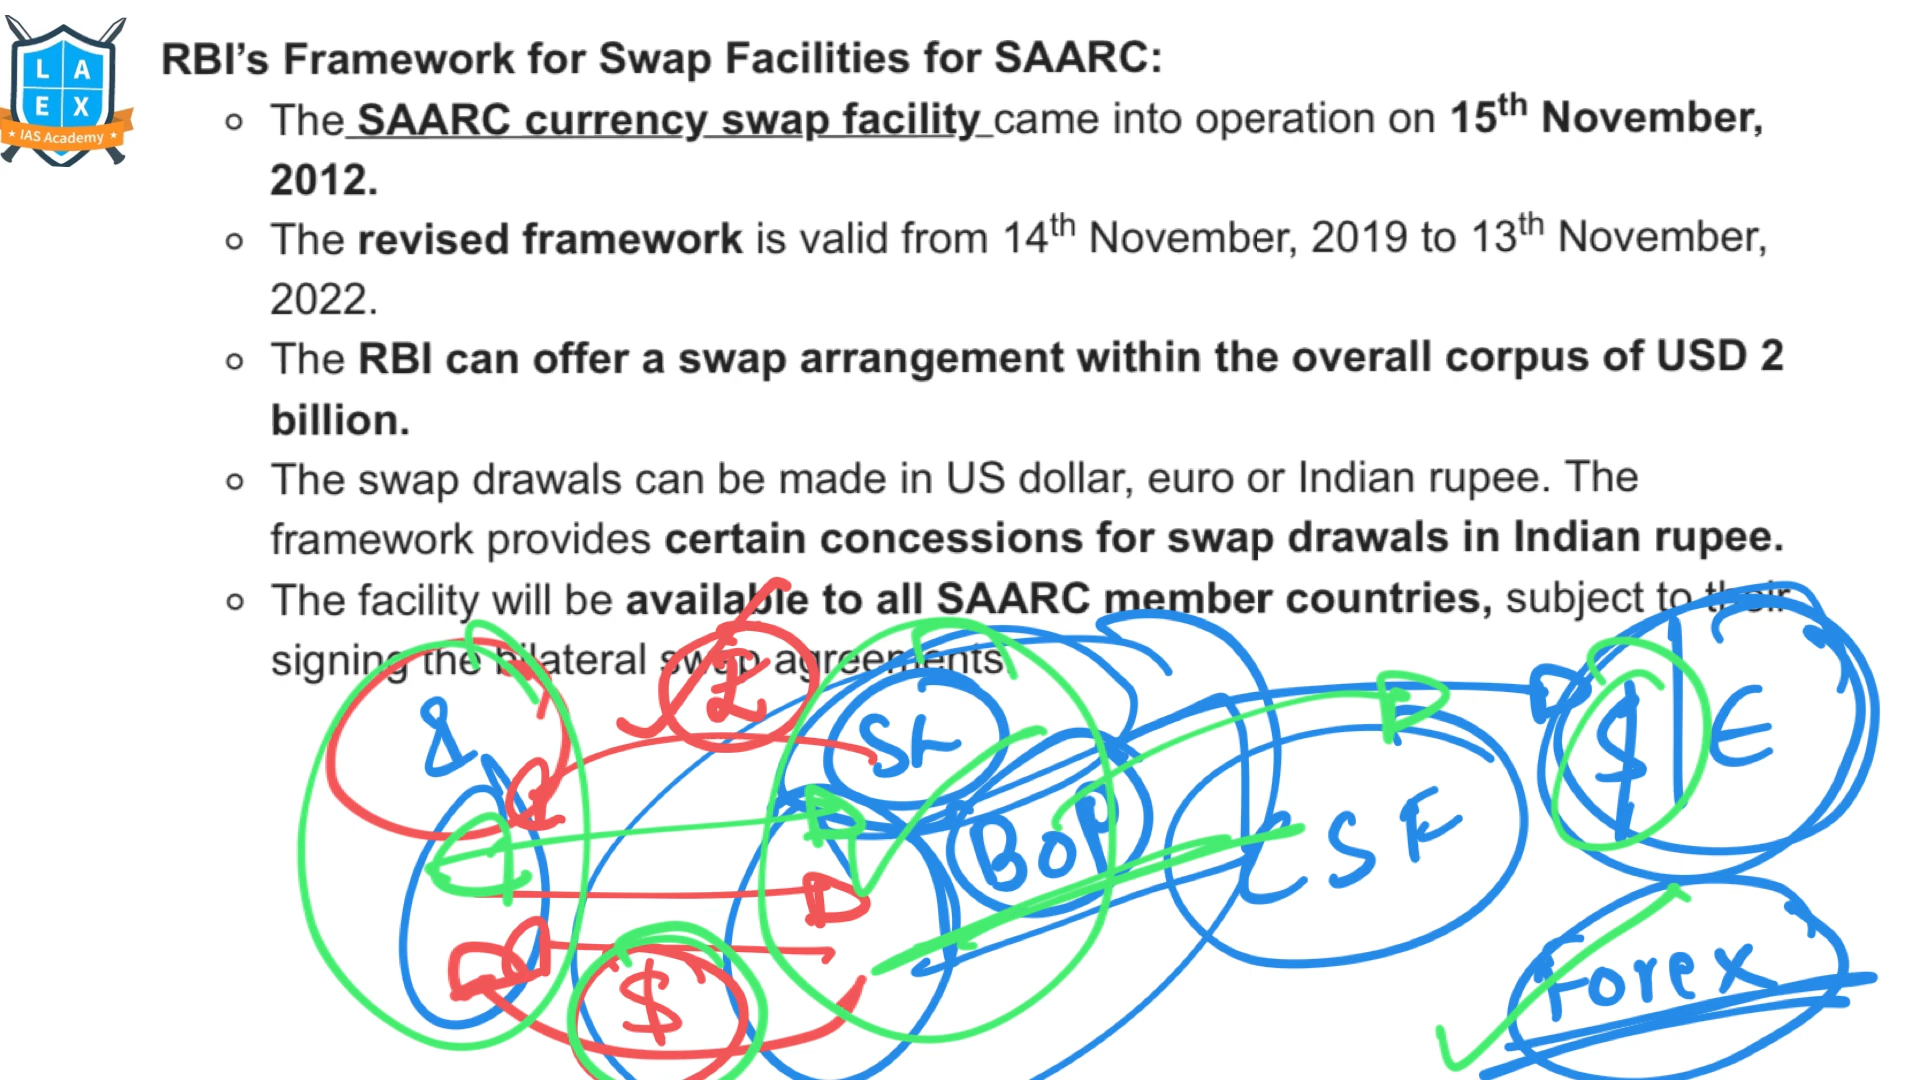 L A
E X
★ IAS Academy ★
RBI’s Framework for Swap Facilities for SAARC:
The SAARC currency swap facility came into operation on 15th November,
2012.
The revised framework is valid from 14th November, 2019 to 13th November,
2022.
The RBI can offer a swap arrangement within the overall corpus of USD 2
billion.
The swap drawals can be made in US dollar, euro or Indian rupee. The
framework provides certain concessions for swap drawals in Indian rupee.
The facility will be available to all SAARC member countries, subject to their
signing the bilateral swap agreements
SL
$ | €
BOP
CSF
$
Forex